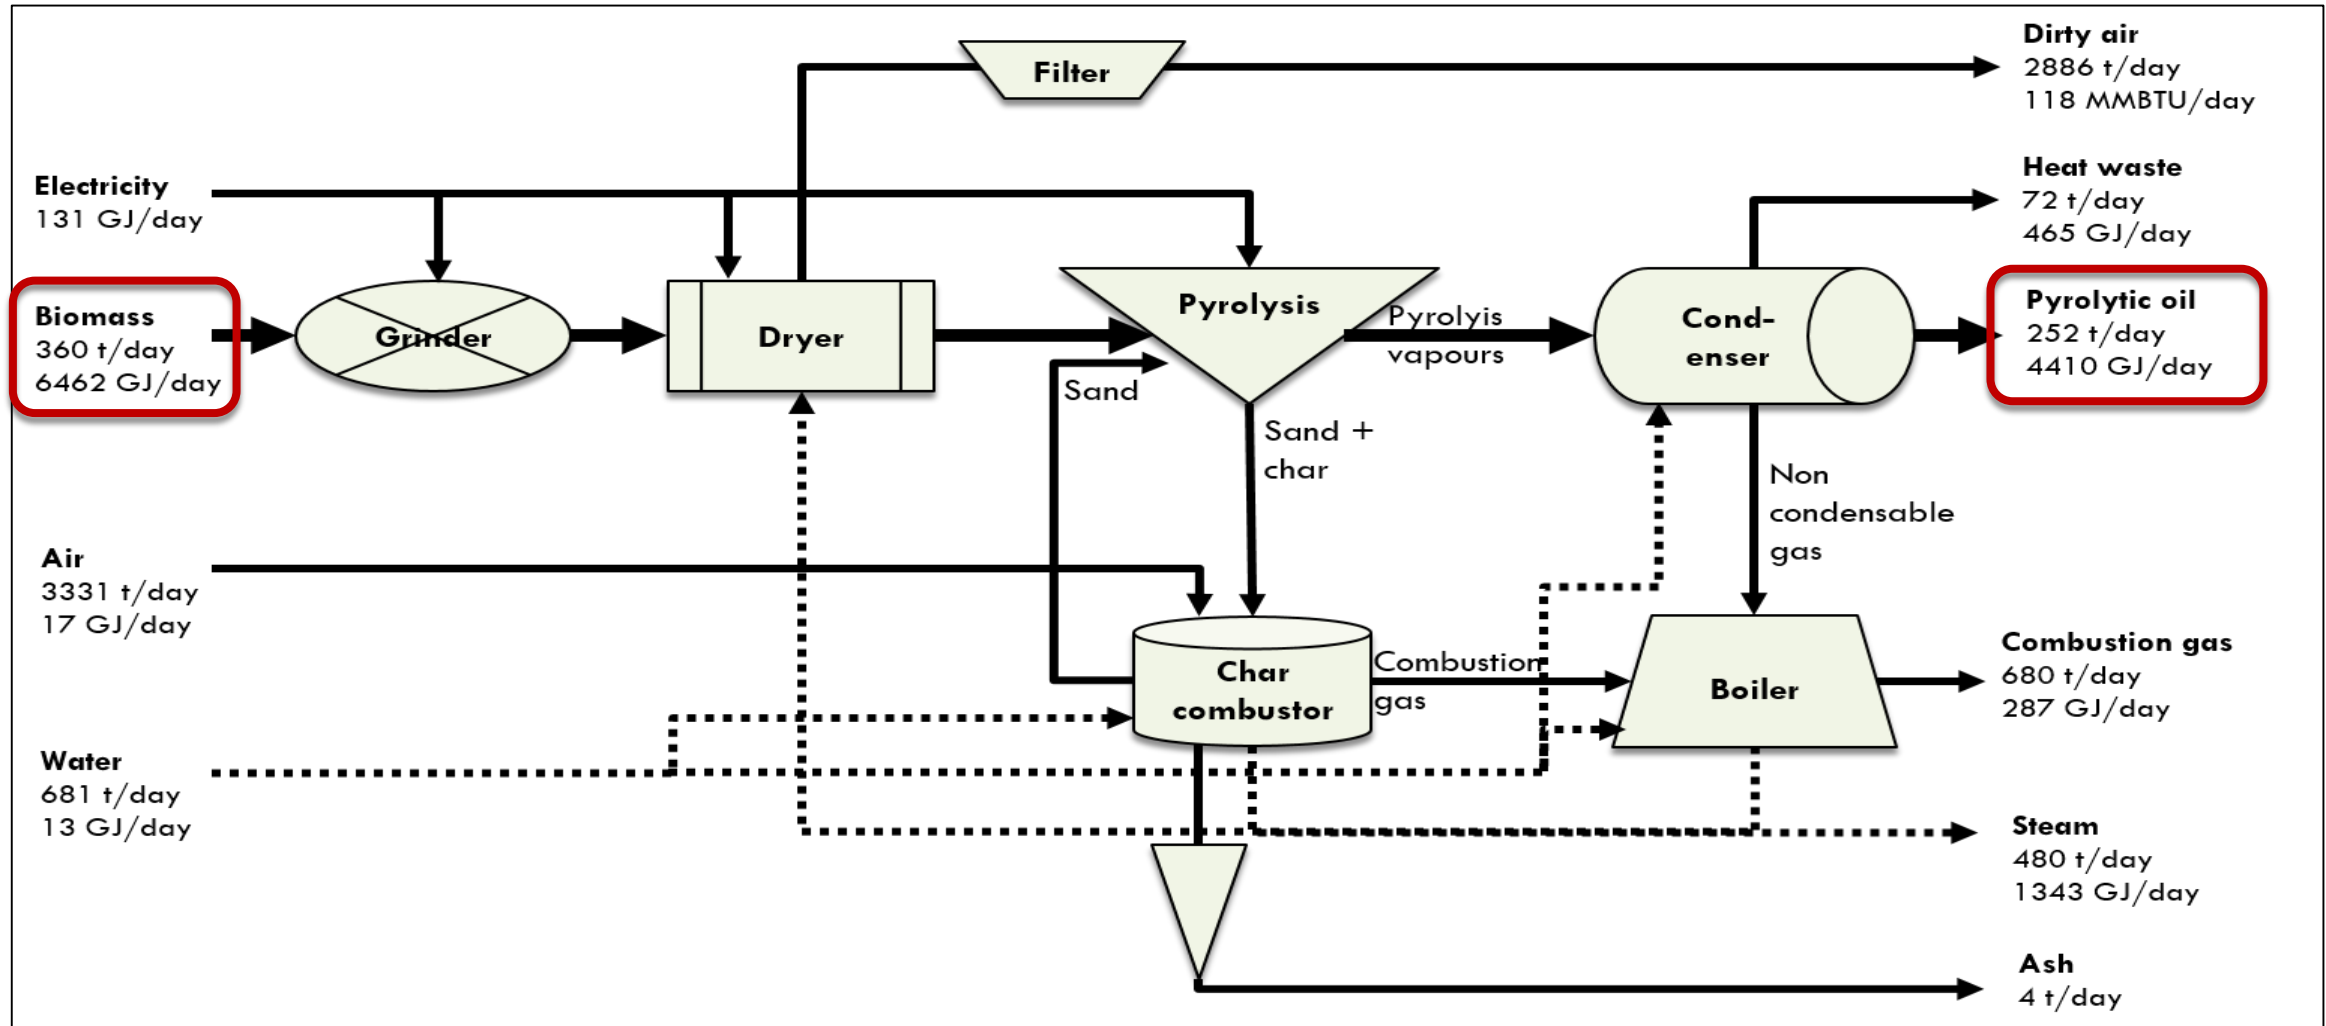 Dirty air
2886 t/day
118 MMBTU/day
Filter
Electricity
131 GJ/day
Heat waste
72 t/day
465 GJ/day
Biomass
360 t/day
6462 GJ/day
Grinder
Dryer
Pyrolysis
Pyrolyis
vapours
Cond-
enser
Pyrolytic oil
252 t/day
4410 GJ/day
Sand
Sand +
char
Non
condensable
gas
Air
3331 t/day
17 GJ/day
Char
combustor
Combustion
gas
Boiler
Combustion gas
680 t/day
287 GJ/day
Water
681 t/day
13 GJ/day
Steam
480 t/day
1343 GJ/day
Ash
4 t/day